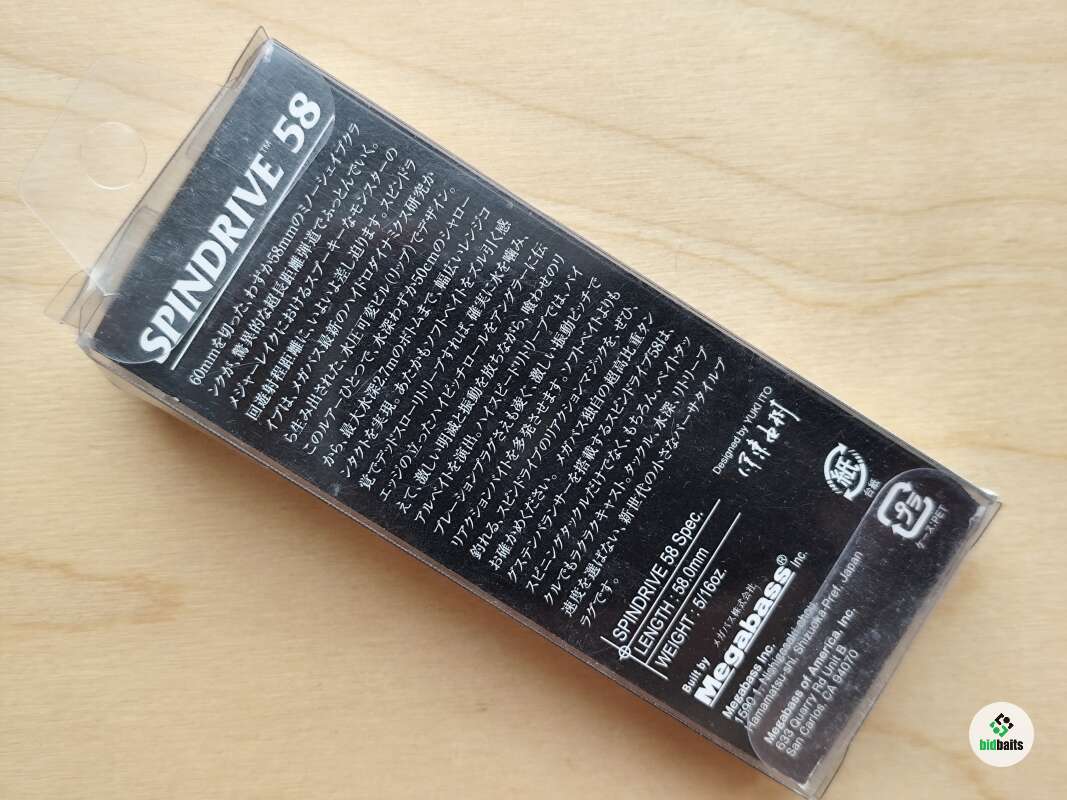 SPINDRIVE™ 58
60mmを切った、わずか58mmのミノーシェイプクラ
ンクが、驚異的な超長距離弾道でふっとんでいく。
メジャーレイクにおけるスプーキーなモンスターの
回遊射程距離にいよいよ差し迫ります。スピンドラ
イブは、メガバス最新のハイドロダイナミクス研究か
ら生み出された、水圧可変ビル(リップ)でデザイン。
このルアーひとつで、水深わずか50cmのシャロー
から、最大水深2.7mのボトムまで、幅広いレンジコ
ンタクトを実現。あたかもソフトベイトをズル引く感
覚でデッドスローリトリーブすれば、確実に水を噛み、
エッジの立ったハイピッチロールをアングラーに伝
えて、激しい明滅と振動を放ちながら、喰わせのリ
アルベイトを演出。ハイスピードリトリーブでは、バイ
ブレーションプラグさえも凌ぐ、激しい振動ピッチで
リアクションバイトを多発させます。ソフトベイトよりも
釣れる、スピンドライブのリアクションマジックを、ぜひ
お確かめください。メガバス独自の超高比重タン
グステンバランサーを搭載するスピンドライブ58は、
スピニングタックルだけでなく、もちろん、ベイトタッ
クルでもラクラクキャスト。タックル、水深、リトリーブ
速度を選ばない、新世代の小さなバーサタイルプ
ラグです。
SPINDRIVE 58 Spec.
LENGTH : 58.0mm
WEIGHT : 5/16oz.
Designed by YUKI ITO
紙
台紙
プラ
ケース:PET
Built by メガバス株式会社
Megabass® Inc.
Megabass Inc.
1590-1, Nishigasaki-choh,
Hamamatsu-shi, Shizuoka-Pref. Japan
Megabass of America, Inc.
633 Quarry Rd Unit B
San Carlos, CA 94070
bidbaits